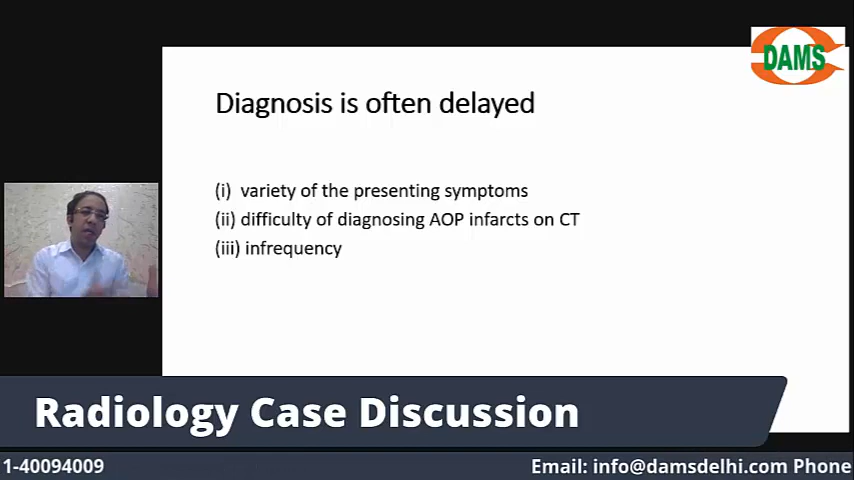 DAMS
Diagnosis is often delayed
(i) variety of the presenting symptoms
(ii) difficulty of diagnosing AOP infarcts on CT
(iii) infrequency
Radiology Case Discussion
1-40094009 Email: info@damsdelhi.com Phone